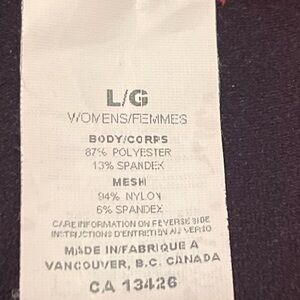 L/G
WOMENS/FEMMES
BODY/CORPS
87% POLYESTER
13% SPANDEX
MESH
94% NYLON
6% SPANDEX
CARE INFORMATION ON REVERSE SIDE
INSTRUCTIONS D'ENTRETIEN AU VERSO
MADE IN/FABRIQUE A
VANCOUVER, B.C. CANADA
CA 13426